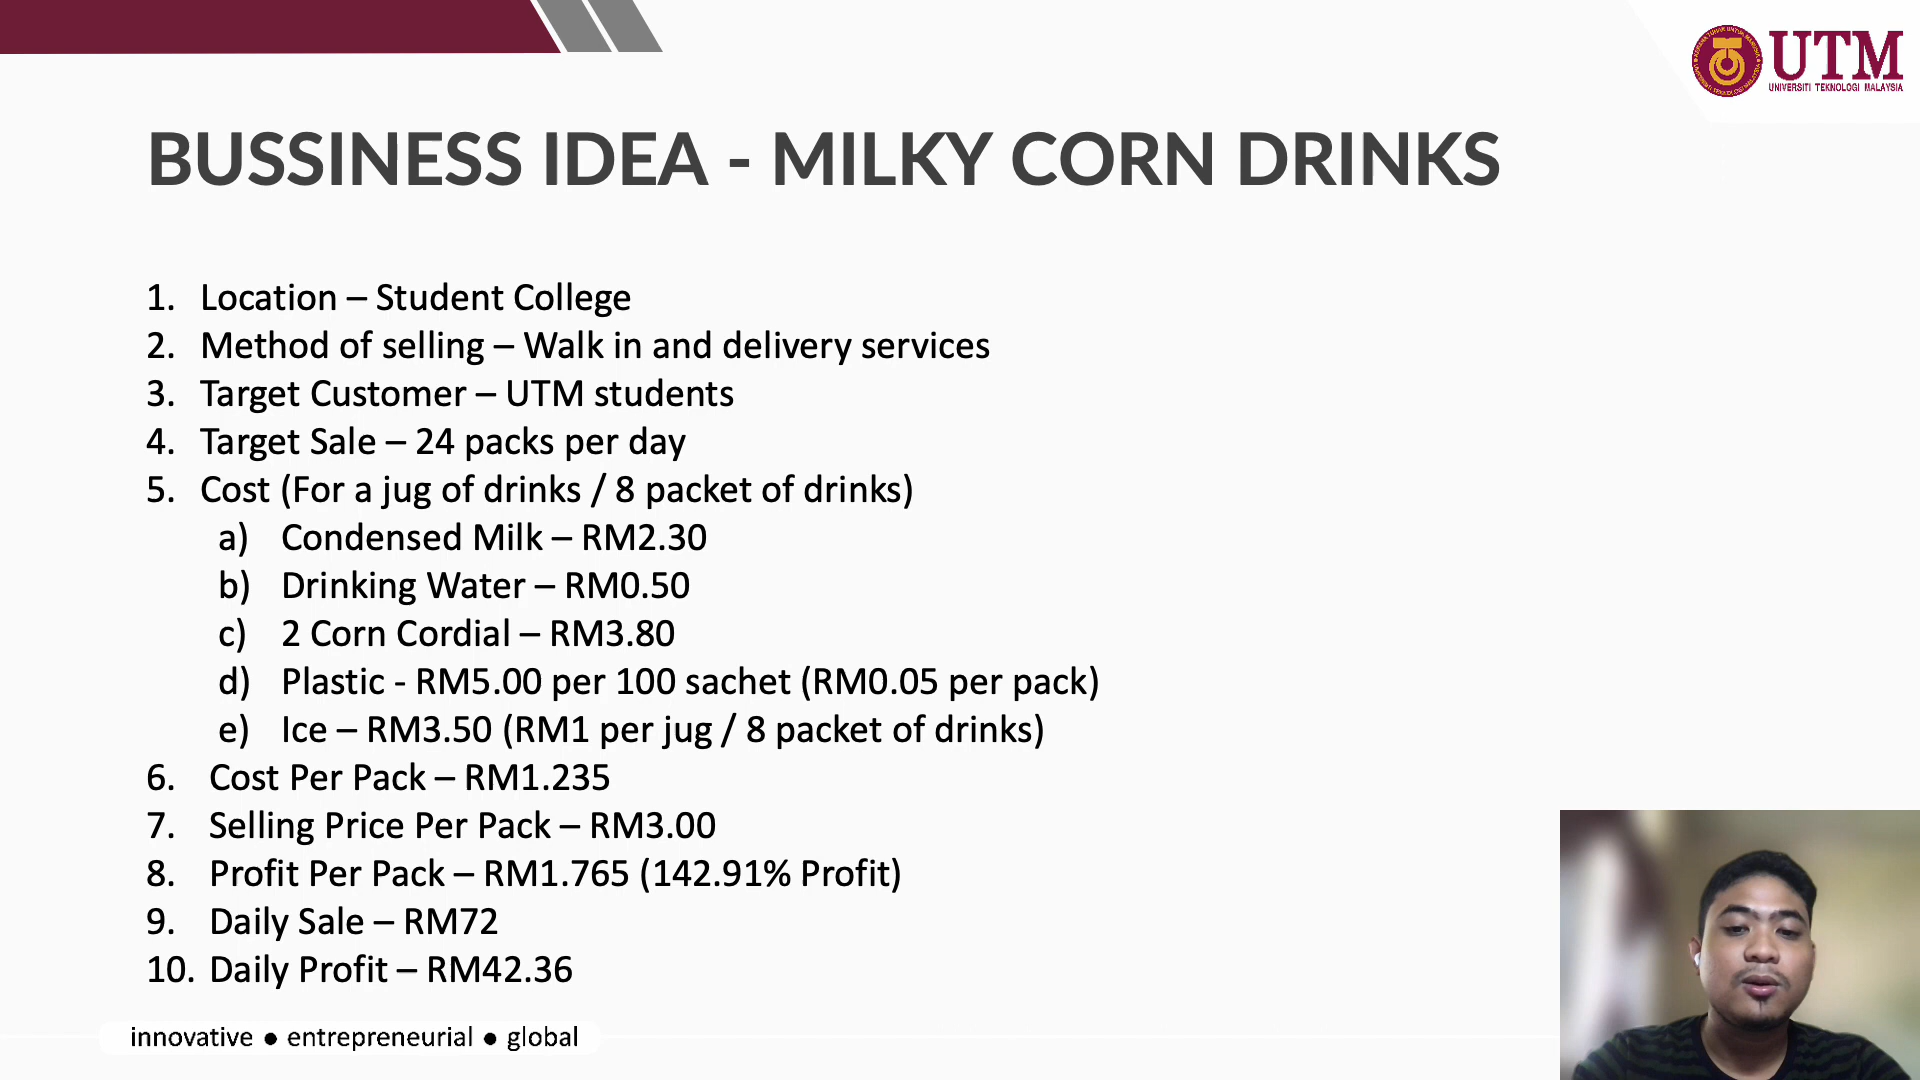 UTM
UNIVERSITI TEKNOLOGI MALAYSIA
BUSSINESS IDEA - MILKY CORN DRINKS
1. Location – Student College
2. Method of selling – Walk in and delivery services
3. Target Customer – UTM students
4. Target Sale – 24 packs per day
5. Cost (For a jug of drinks / 8 packet of drinks)
a) Condensed Milk – RM2.30
b) Drinking Water – RM0.50
c) 2 Corn Cordial – RM3.80
d) Plastic - RM5.00 per 100 sachet (RM0.05 per pack)
e) Ice – RM3.50 (RM1 per jug / 8 packet of drinks)
6. Cost Per Pack – RM1.235
7. Selling Price Per Pack – RM3.00
8. Profit Per Pack – RM1.765 (142.91% Profit)
9. Daily Sale – RM72
10. Daily Profit – RM42.36
innovative ● entrepreneurial ● global